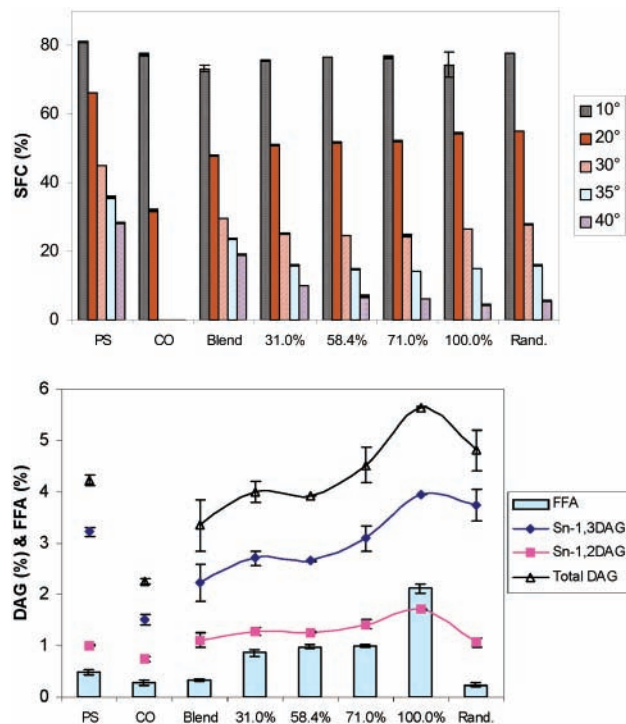 80
60
40
20
0
SFC (%)
PS CO Blend 31.0% 58.4% 71.0% 100.0% Rand.
10°
20°
30°
35°
40°
6
5
4
3
2
1
0
DAG (%) & FFA (%)
PS CO Blend 31.0% 58.4% 71.0% 100.0% Rand.
FFA
Sn-1,3DAG
Sn-1,2DAG
Total DAG